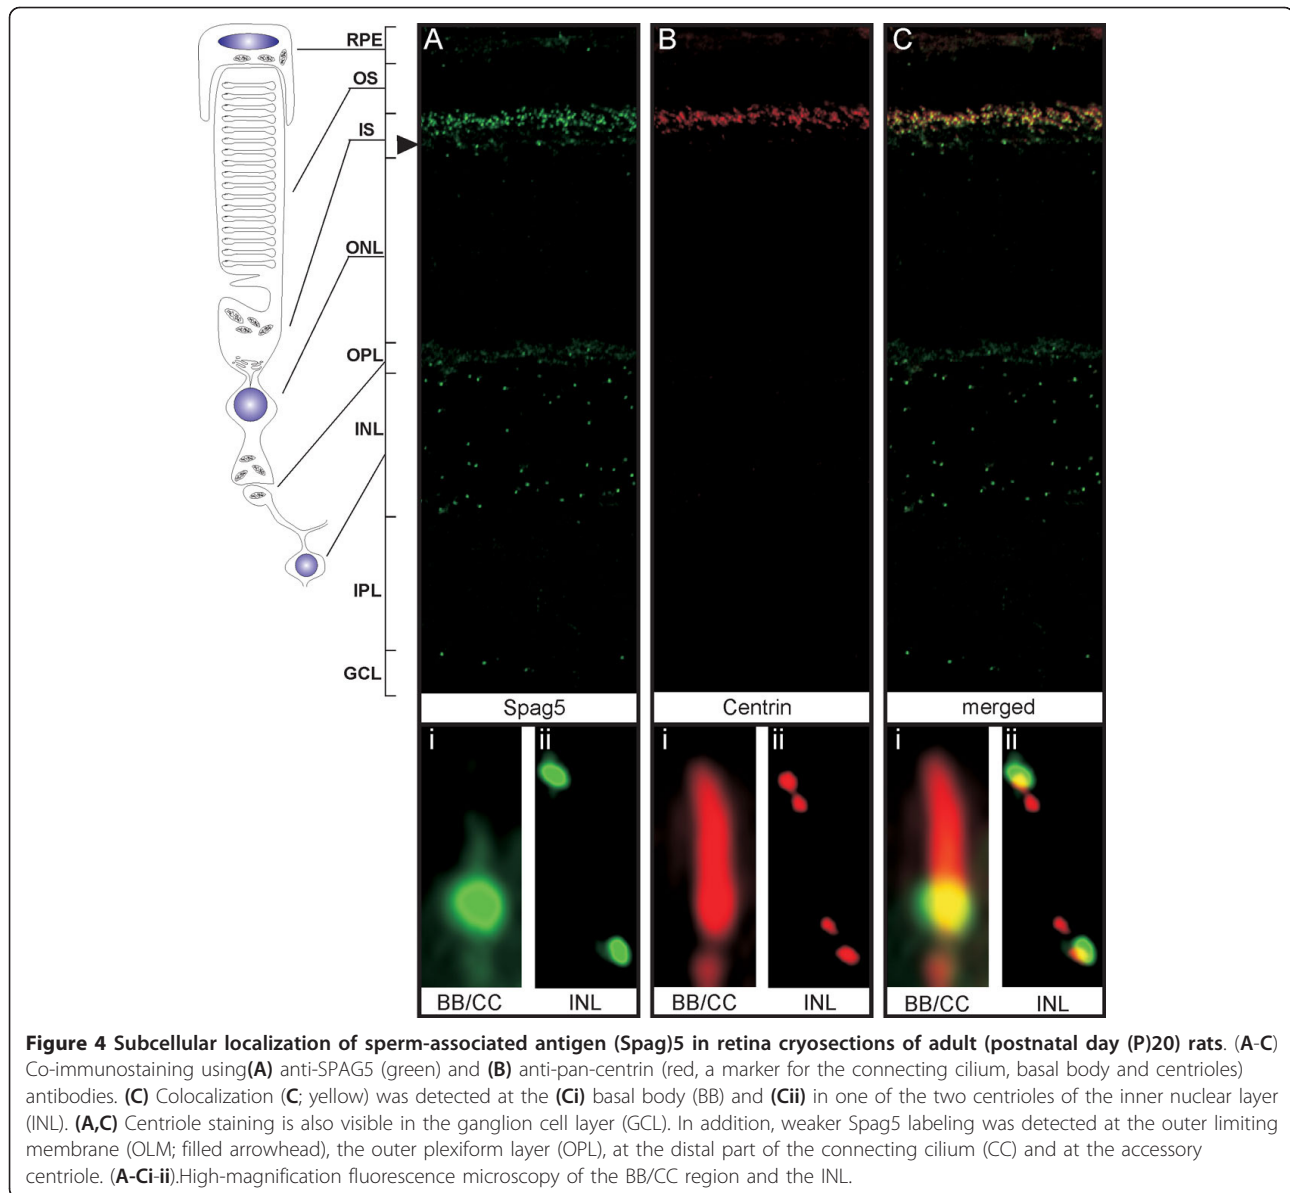 RPE
OS
IS
ONL
OPL
INL
IPL
GCL
A
B
C
Spag5
Centrin
merged
i
ii
i
ii
i
ii
BB/CC
INL
BB/CC
INL
BB/CC
INL
Figure 4 Subcellular localization of sperm-associated antigen (Spag)5 in retina cryosections of adult (postnatal day (P)20) rats. (A-C)
Co-immunostaining using(A) anti-SPAG5 (green) and (B) anti-pan-centrin (red, a marker for the connecting cilium, basal body and centrioles)
antibodies. (C) Colocalization (C; yellow) was detected at the (Ci) basal body (BB) and (Cii) in one of the two centrioles of the inner nuclear layer
(INL). (A,C) Centriole staining is also visible in the ganglion cell layer (GCL). In addition, weaker Spag5 labeling was detected at the outer limiting
membrane (OLM; filled arrowhead), the outer plexiform layer (OPL), at the distal part of the connecting cilium (CC) and at the accessory
centriole. (A-Ci-ii).High-magnification fluorescence microscopy of the BB/CC region and the INL.